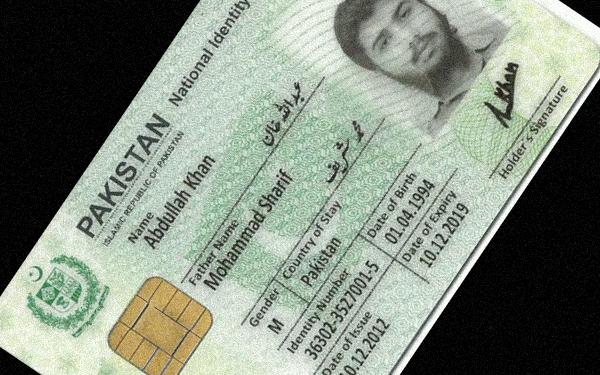 PAKISTAN National Identity
ISLAMIC REPUBLIC OF PAKISTAN
Name
Abdullah Khan
عبداللہ خان
Father Name
Mohammad Sharif
محمد شریف
Gender
M
Country of Stay
Pakistan
Identity Number
36302-3527001-5
Date of Birth
01.04.1994
Date of Issue
0.12.2012
Date of Expiry
10.12.2019
Holder's Signature